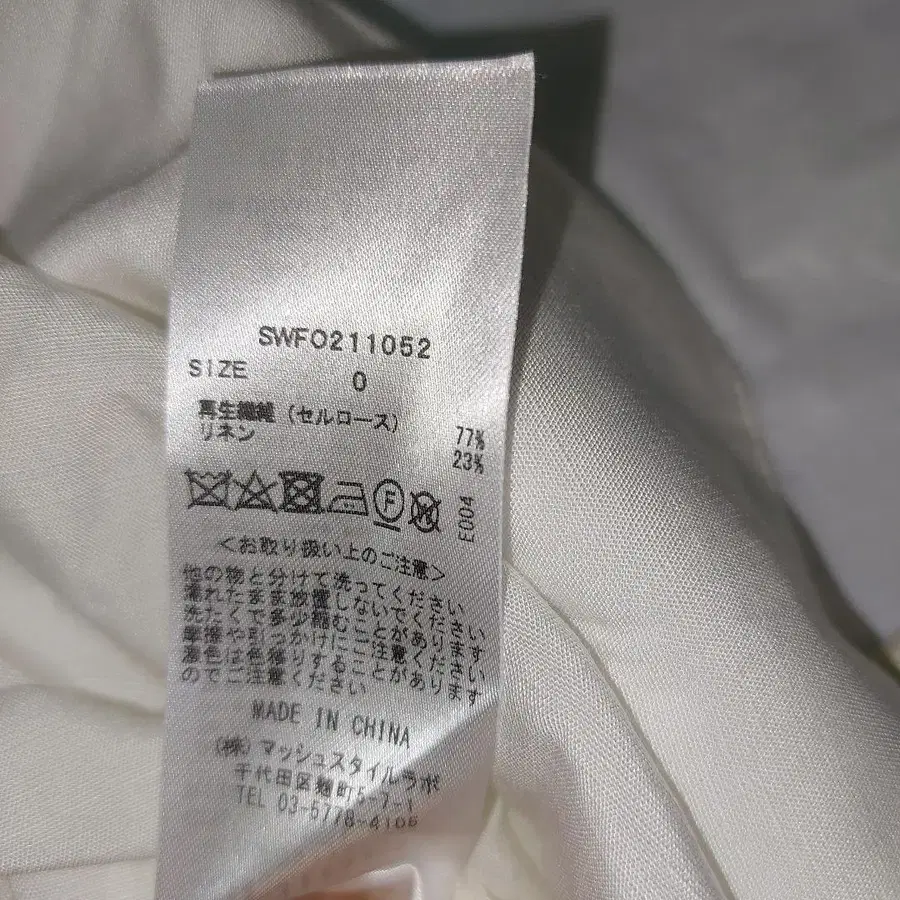 SWFO211052
SIZE 0
再生繊維 (セルロース) 77%
リネン 23%
F W E004
<お取り扱い上のご注意>
他の物と分けて洗ってください
濡れたまま放置しないでください
洗たくで多少縮むことがあります
摩擦や引っかけにご注意ください
濃色は色移りすることがあります
のでご注意ください
MADE IN CHINA
(株) マッシュスタイルラボ
千代田区麹町5-7-1
TEL 03-5778-4106